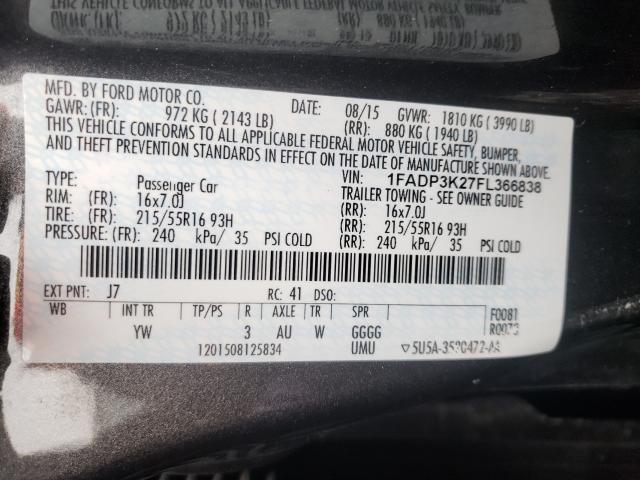 MFD. BY FORD MOTOR CO.
DATE: 08/15 GVWR: 1810 KG ( 3990 LB)
GAWR: (FR): 972 KG ( 2143 LB) (RR): 880 KG ( 1940 LB)
THIS VEHICLE CONFORMS TO ALL APPLICABLE FEDERAL MOTOR VEHICLE SAFETY, BUMPER,
AND THEFT PREVENTION STANDARDS IN EFFECT ON THE DATE OF MANUFACTURE SHOWN ABOVE.
VIN: 1FADP3K27FL366838
TYPE: Passenger Car TRAILER TOWING - SEE OWNER GUIDE
RIM: (FR): 16x7.0J (RR): 16x7.0J
TIRE: (FR): 215/55R16 93H (RR): 215/55R16 93H
PRESSURE: (FR): 240 kPa/ 35 PSI COLD (RR): 240 kPa/ 35 PSI COLD
EXT PNT: J7 RC: 41 DSO:
WB INT TR TP/PS R AXLE TR SPR F0081
YW 3 AU W GGGG R0073
1201508125834 UMU